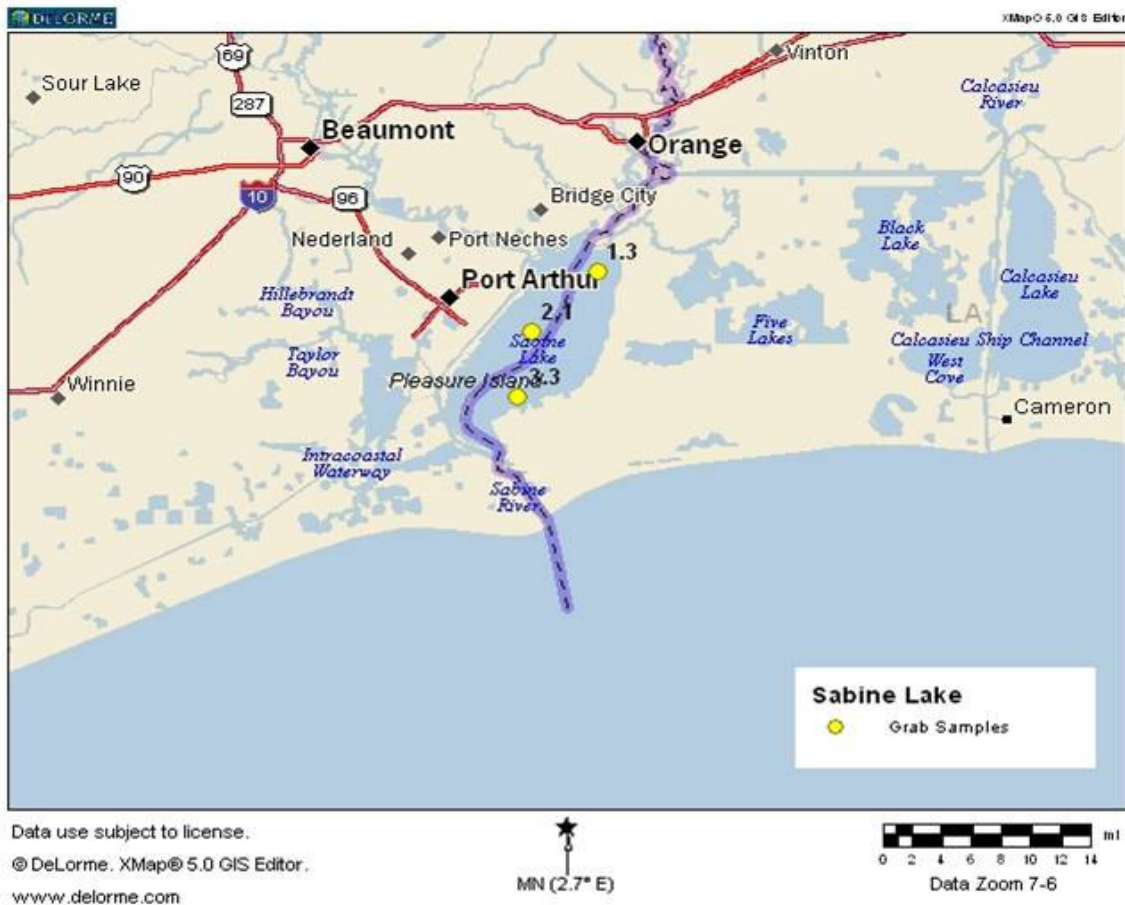 DELORME
XMap® 5.0 GIS Editor
69
Vinton
Sour Lake
287
Calcasieu
River
Beaumont
Orange
90
10
96
Bridge City
Nederland
Port Neches
Black
Lake
1.3
Port Arthur
Calcasieu
Lake
Hillebrandt
Bayou
2,1
LA
Five
Lakes
Sabine
Lake
Calcasieu Ship Channel
Taylor
Bayou
West
Cove
Winnie
Pleasure Island
3.3
Cameron
Intracoastal
Waterway
Sabine
River
Sabine Lake
Grab Samples
Data use subject to license.
© DeLorme. XMap® 5.0 GIS Editor.
www.delorme.com
MN (2.7° E)
mi
0 2 4 6 8 10 12 14
Data Zoom 7-6